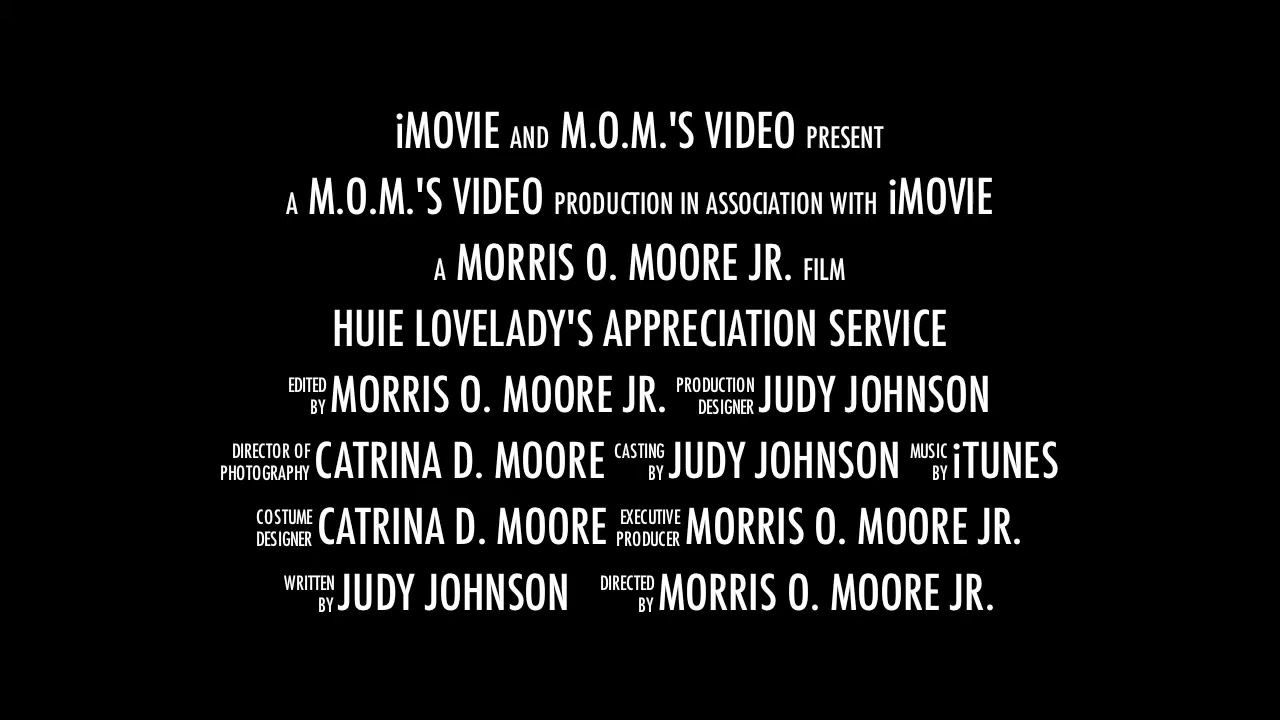 iMOVIE AND M.O.M.'S VIDEO PRESENT
A M.O.M.'S VIDEO PRODUCTION IN ASSOCIATION WITH iMOVIE
A MORRIS O. MOORE JR. FILM
HUIE LOVELADY'S APPRECIATION SERVICE
EDITED BY MORRIS O. MOORE JR. PRODUCTION DESIGNER JUDY JOHNSON
DIRECTOR OF PHOTOGRAPHY CATRINA D. MOORE CASTING BY JUDY JOHNSON MUSIC BY iTUNES
COSTUME DESIGNER CATRINA D. MOORE EXECUTIVE PRODUCER MORRIS O. MOORE JR.
WRITTEN BY JUDY JOHNSON DIRECTED BY MORRIS O. MOORE JR.